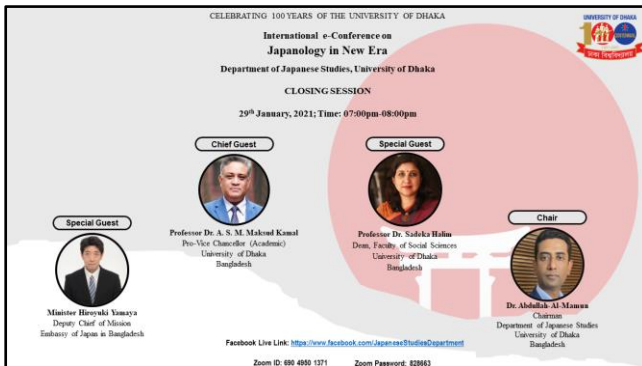 CELEBRATING 100 YEARS OF THE UNIVERSITY OF DHAKA
International e-Conference on
Japanology in New Era
Department of Japanese Studies, University of Dhaka
CLOSING SESSION
29th January, 2021; Time: 07:00pm-08:00pm
UNIVERSITY OF DHAKA
100
ঢাকা বিশ্ববিদ্যালয়
Chief Guest
Professor Dr. A. S. M. Maksud Kamal
Pro-Vice Chancellor (Academic)
University of Dhaka
Bangladesh
Special Guest
Professor Dr. Sadeka Halim
Dean, Faculty of Social Sciences
University of Dhaka
Bangladesh
Special Guest
Minister Hiroyuki Yamaya
Deputy Chief of Mission
Embassy of Japan in Bangladesh
Chair
Dr. Abdullah-Al-Mamun
Chairman
Department of Japanese Studies
University of Dhaka
Bangladesh
Facebook Live Link: https://www.facebook.com/JapaneseStudiesDepartment
Zoom ID: 690 4950 1371 Zoom Password: 828663